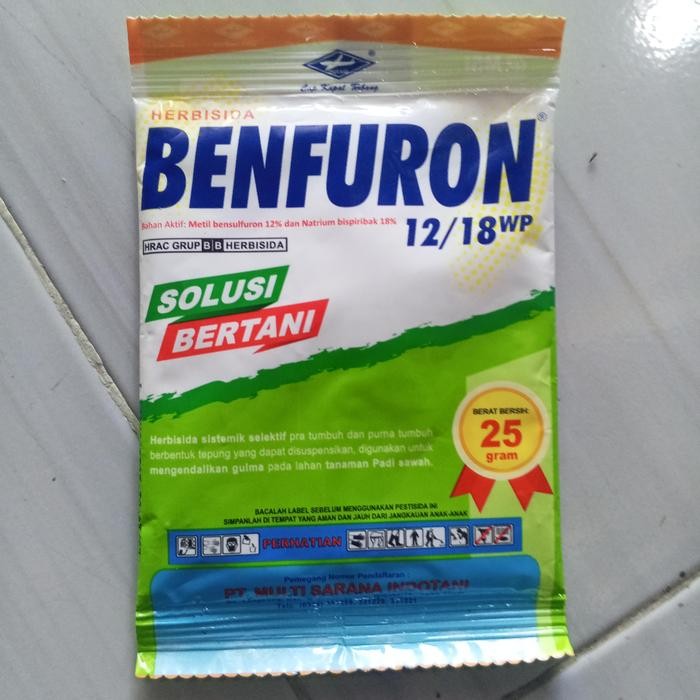 Cap Kapal Terbang
HERBISIDA
BENFURON®
Bahan Aktif: Metil bensulfuron 12% dan Natrium bispiribak 18%
12/18 WP
HRAC GRUP B B HERBISIDA
SOLUSI
BERTANI
BERAT BERSIH:
25
gram
Herbisida sistemik selektif pra tumbuh dan purna tumbuh
berbentuk tepung yang dapat disuspensikan, digunakan untuk
mengendalikan gulma pada lahan tanaman Padi sawah.
BACALAH LABEL SEBELUM MENGGUNAKAN PESTISIDA INI
SIMPANLAH DI TEMPAT YANG AMAN DAN JAUH DARI JANGKAUAN ANAK-ANAK
PERHATIAN
Pemegang Nomor Pendaftaran :
PT. MULTI SARANA INDOTANI